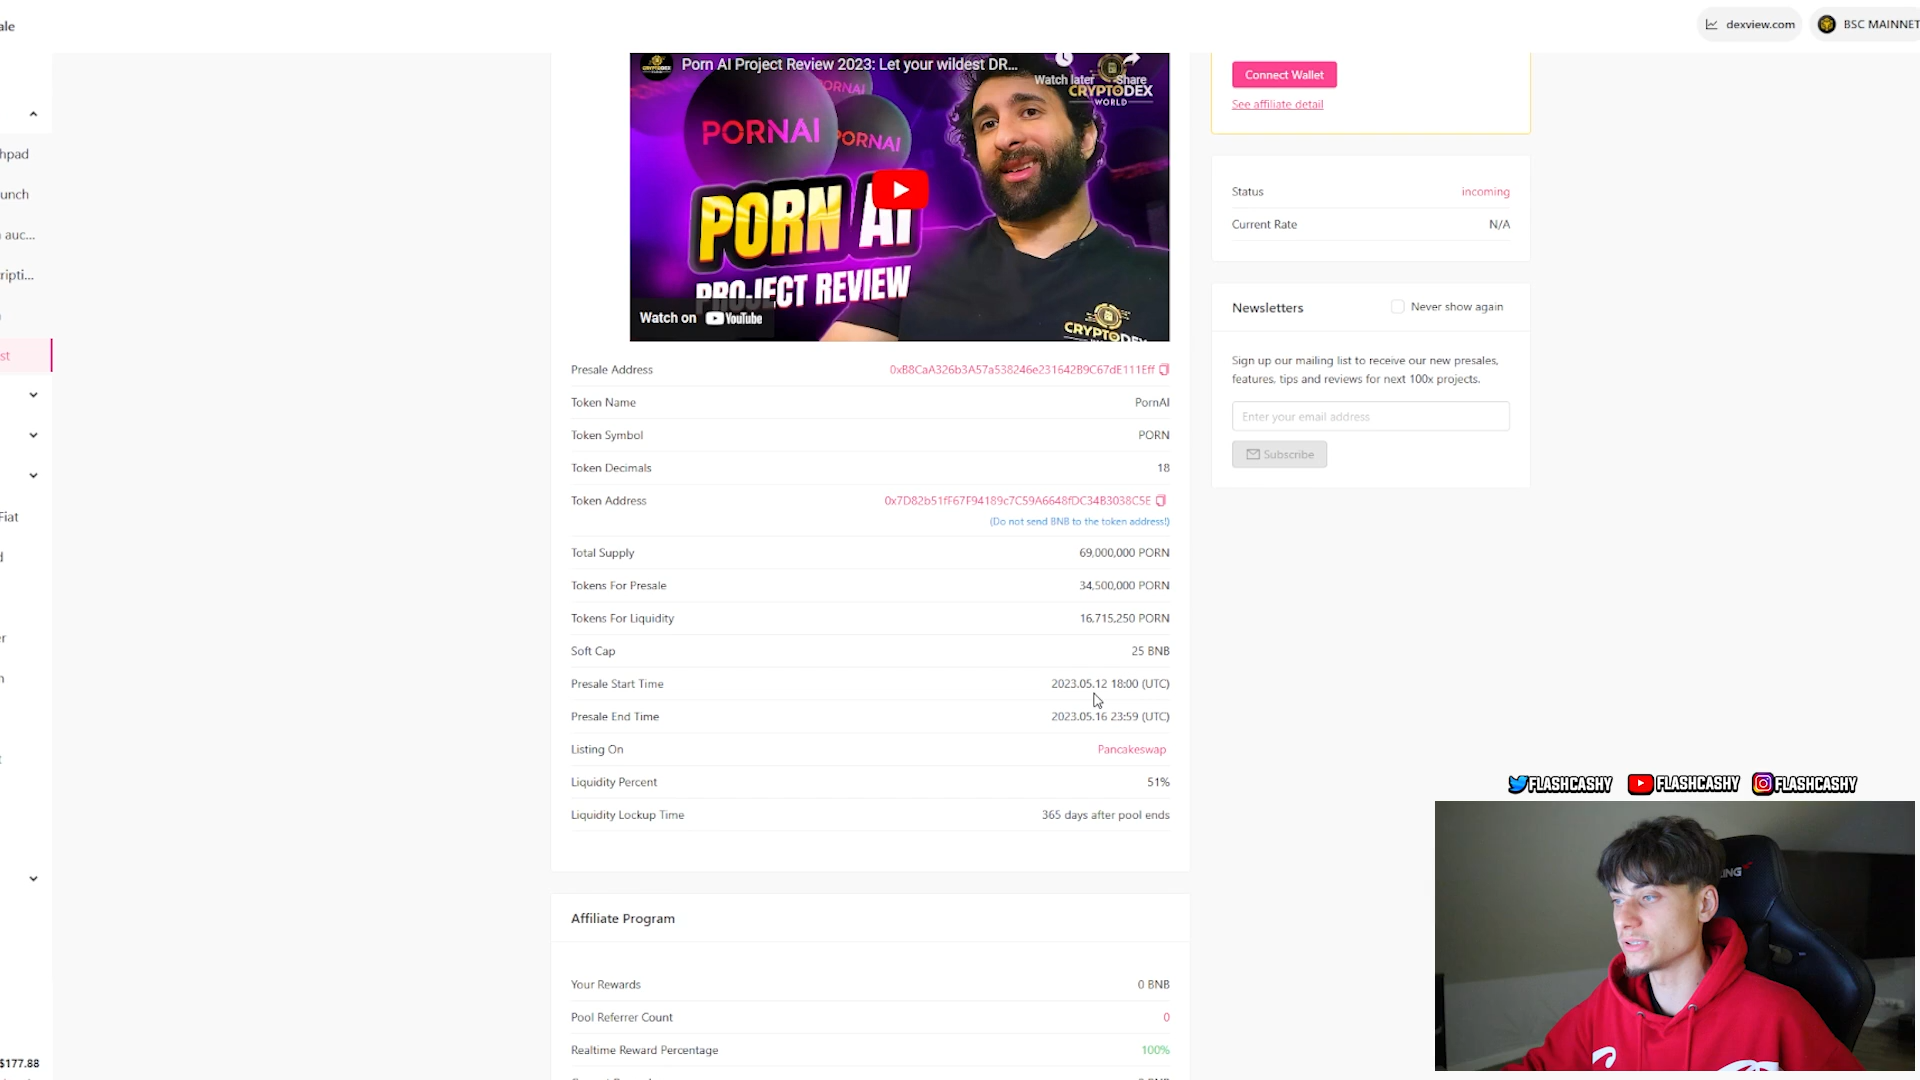 ale
dexview.com
BSC MAINNET
hpad
unch
auc...
ripti...
st
Fiat
d
er
n
$177.88
Porn AI Project Review 2023: Let your wildest DR...
Watch later
Share
CRYPTODEX
WORLD
PORNAI
PORNAI
PORN AI
PROJECT REVIEW
Watch on YouTube
Presale Address 0xB8CaA326b3A57a538246e231642B9C67dE111Eff
Token Name PornAI
Token Symbol PORN
Token Decimals 18
Token Address 0x7D82b51fF67F94189c7C59A6648fDC34B3038C5E
(Do not send BNB to the token address!)
Total Supply 69,000,000 PORN
Tokens For Presale 34,500,000 PORN
Tokens For Liquidity 16,715,250 PORN
Soft Cap 25 BNB
Presale Start Time 2023.05.12 18:00 (UTC)
Presale End Time 2023.05.16 23:59 (UTC)
Listing On Pancakeswap
Liquidity Percent 51%
Liquidity Lockup Time 365 days after pool ends
Affiliate Program
Your Rewards 0 BNB
Pool Referrer Count 0
Realtime Reward Percentage 100%
Connect Wallet
See affiliate detail
Status incoming
Current Rate N/A
Newsletters
Never show again
Sign up our mailing list to receive our new presales,
features, tips and reviews for next 100x projects.
Enter your email address
Subscribe
FLASHCASHY FLASHCASHY FLASHCASHY